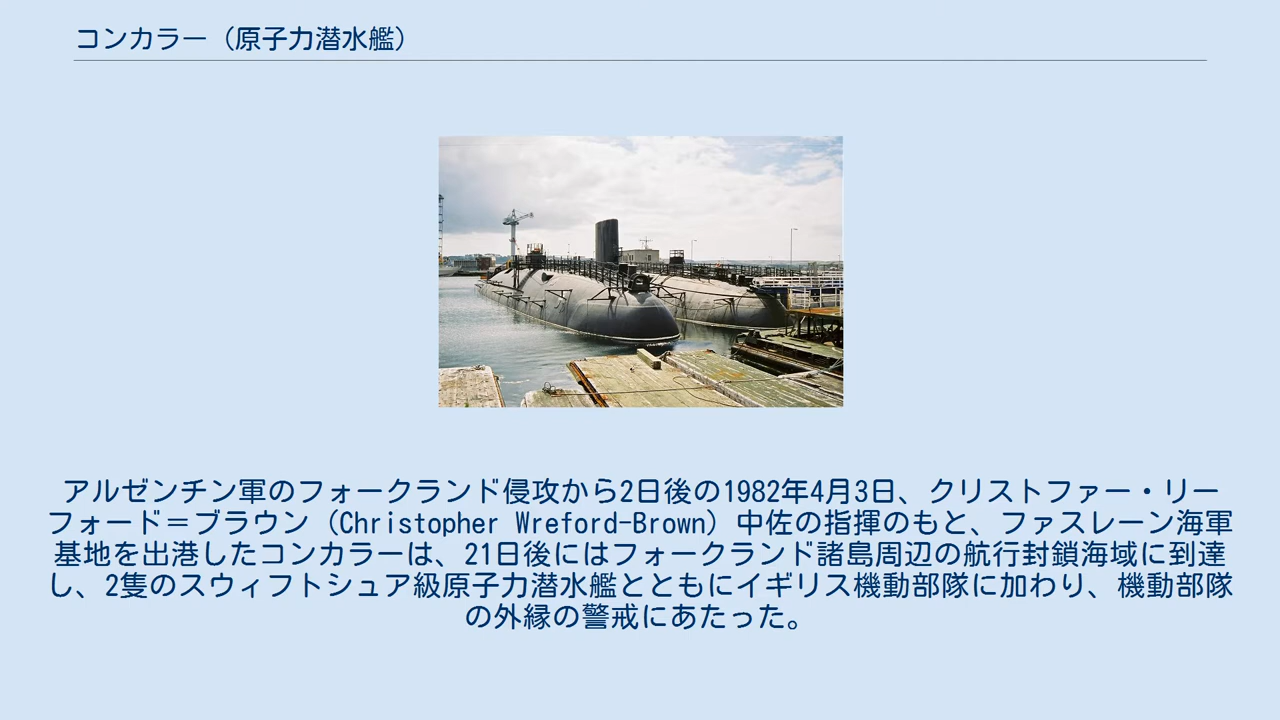 コンカラー（原子力潜水艦）
アルゼンチン軍のフォークランド侵攻から2日後の1982年4月3日、クリストファー・リー
フォード＝ブラウン（Christopher Wreford-Brown）中佐の指揮のもと、ファスレーン海軍
基地を出港したコンカラーは、21日後にはフォークランド諸島周辺の航行封鎖海域に到達
し、2隻のスウィフトシュア級原子力潜水艦とともにイギリス機動部隊に加わり、機動部隊
の外縁の警戒にあたった。